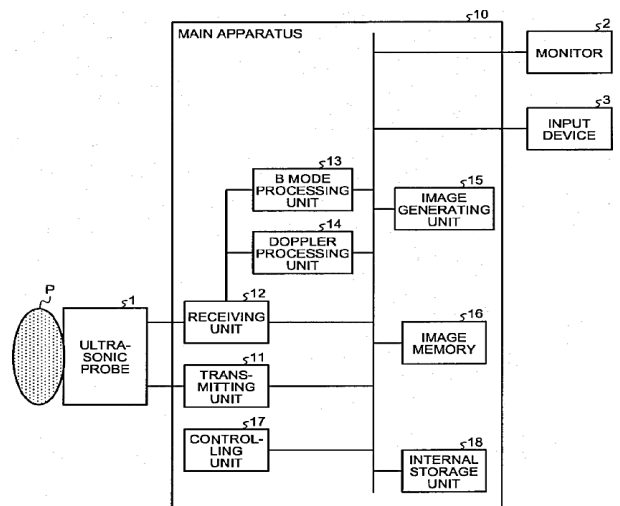 10
MAIN APPARATUS
2
MONITOR
3
INPUT
DEVICE
13
B MODE
PROCESSING
UNIT
15
IMAGE
GENERATING
UNIT
14
DOPPLER
PROCESSING
UNIT
P
1
ULTRA-
SONIC
PROBE
12
RECEIVING
UNIT
16
IMAGE
MEMORY
11
TRANS-
MITTING
UNIT
17
CONTROL-
LING
UNIT
18
INTERNAL
STORAGE
UNIT